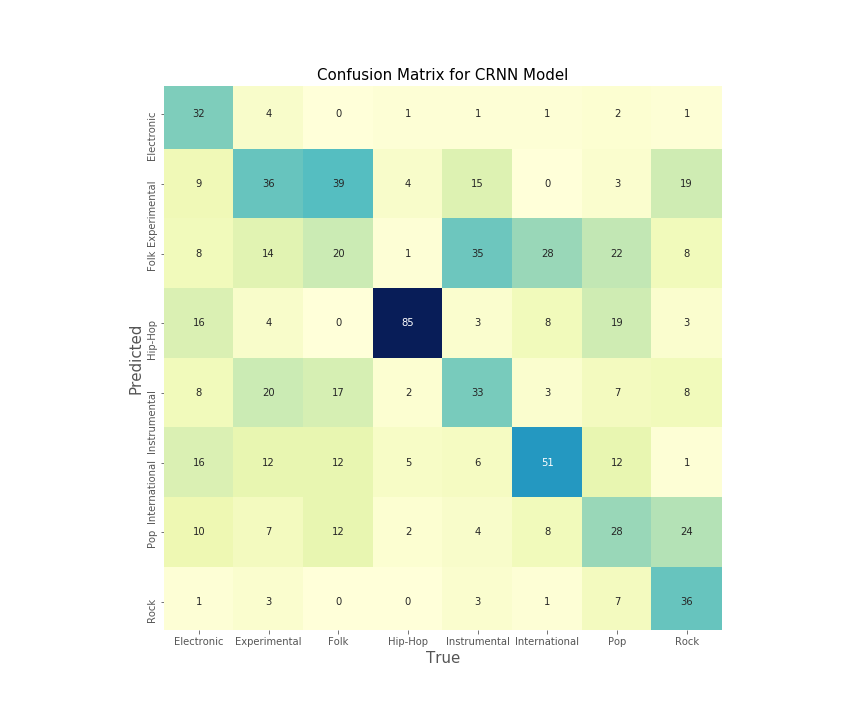 Confusion Matrix for CRNN Model
Predicted
Electronic 32 4 0 1 1 1 2 1
Experimental 9 36 39 4 15 0 3 19
Folk 8 14 20 1 35 28 22 8
Hip-Hop 16 4 0 85 3 8 19 3
Instrumental 8 20 17 2 33 3 7 8
International 16 12 12 5 6 51 12 1
Pop 10 7 12 2 4 8 28 24
Rock 1 3 0 0 3 1 7 36
Electronic Experimental Folk Hip-Hop Instrumental International Pop Rock
True